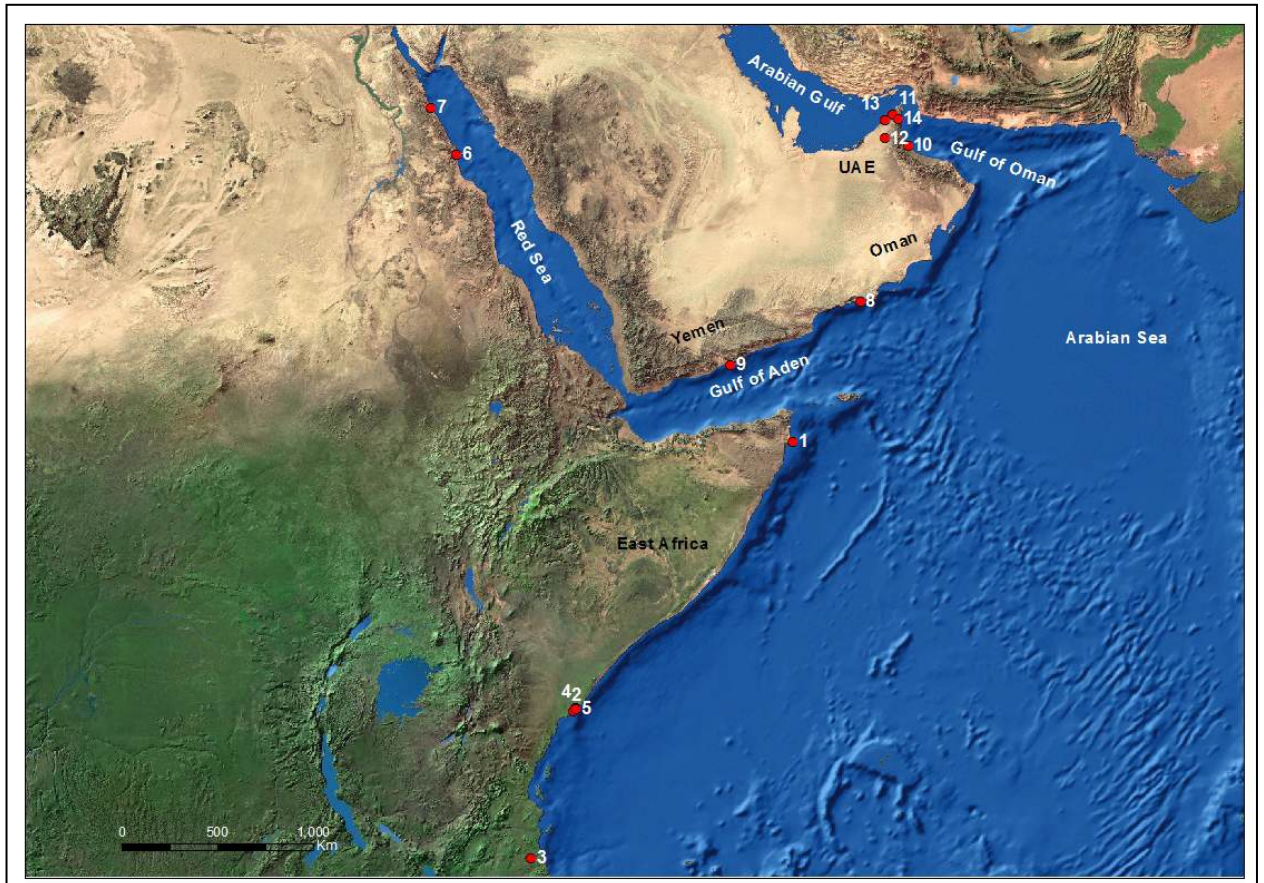 Arabian Gulf
13
11
14
12
10
UAE
Gulf of Oman
7
6
Red Sea
Oman
8
Yemen
9
Gulf of Aden
Arabian Sea
1
East Africa
42
5
0 500 1,000
Km
3